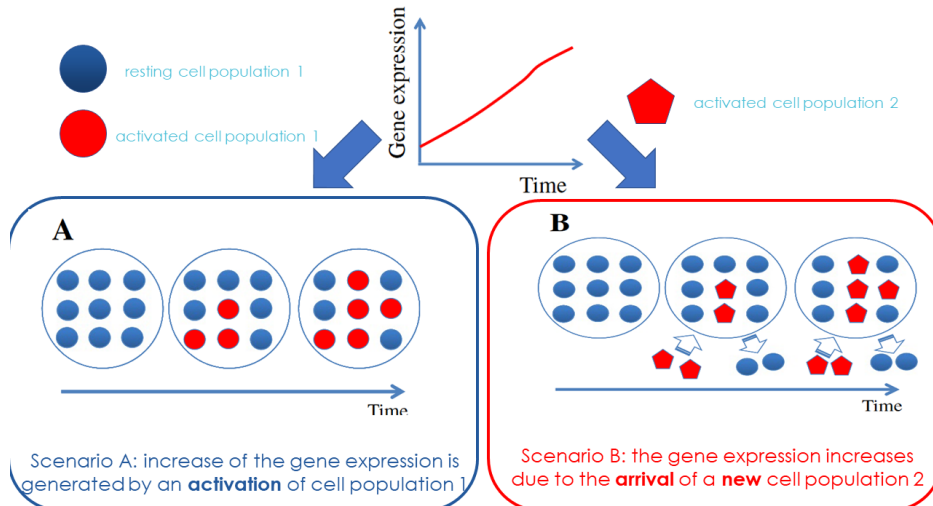 resting cell population 1
activated cell population 1
Gene expression
Time
activated cell population 2
A
Time
Scenario A: increase of the gene expression is
generated by an activation of cell population 1
B
Time
Scenario B: the gene expression increases
due to the arrival of a new cell population 2